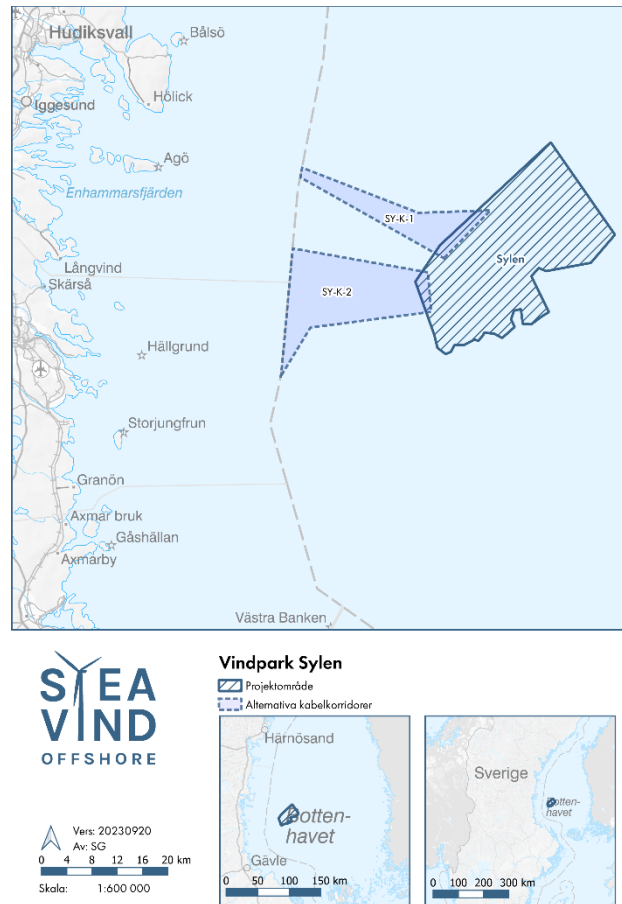 Hudiksvall
Bålsö
Hölick
Iggesund
Agö
Enhammarsfjärden
SY-K-1
Sylen
Långvind
Skärså
SY-K-2
Hällgrund
Storjungfrun
Granön
Axmar bruk
Gåshällan
Axmarby
Västra Banken
SVEA
VIND
OFFSHORE
Vindpark Sylen
Projektområde
Alternativa kabelkorridorer
Härnösand
Botten-
havet
Gävle
0 50 100 150 km
Sverige
Botten-
havet
0 100 200 300 km
Vers: 20230920
Av: SG
0 4 8 12 16 20 km
Skala: 1:600 000